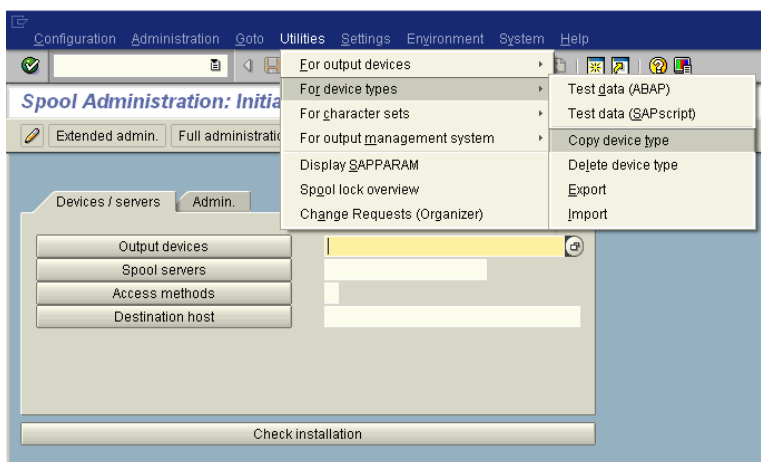 Configuration Administration Goto Utilities Settings Environment System Help
For output devices
For device types
For character sets
For output management system
Display SAPPARAM
Spool lock overview
Change Requests (Organizer)
Test data (ABAP)
Test data (SAPscript)
Copy device type
Delete device type
Export
Import
Spool Administration: Initia
Extended admin. Full administratio
Devices / servers Admin.
Output devices
Spool servers
Access methods
Destination host
Check installation